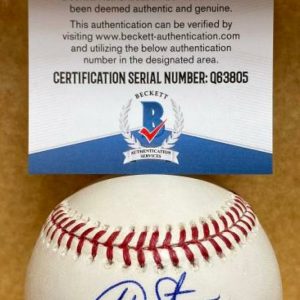 been deemed authentic and genuine.
This authentication can be verified by
visiting www.beckett-authentication.com
and utilizing the below authentication
number in the designated area.
CERTIFICATION SERIAL NUMBER: Q63805
BECKETT
B
AUTHENTICATION
SERVICES